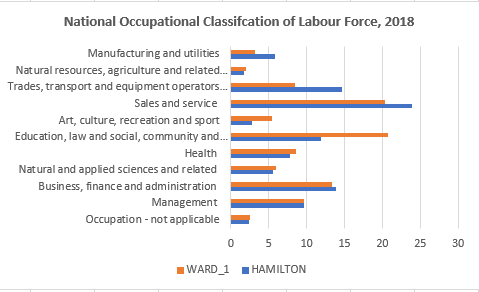 National Occupational Classifcation of Labour Force, 2018
Manufacturing and utilities
Natural resources, agriculture and related...
Trades, transport and equipment operators...
Sales and service
Art, culture, recreation and sport
Education, law and social, community and...
Health
Natural and applied sciences and related
Business, finance and administration
Management
Occupation - not applicable
0 5 10 15 20 25 30
WARD_1 HAMILTON